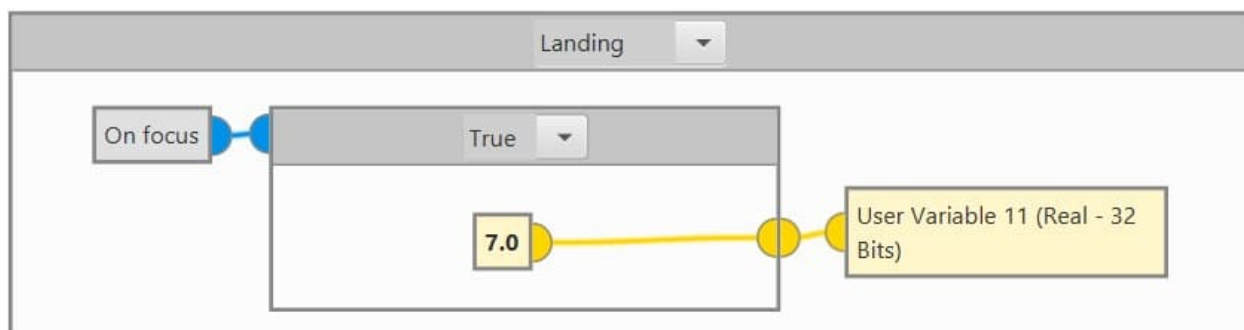 Landing
On focus
True
7.0
User Variable 11 (Real - 32
Bits)